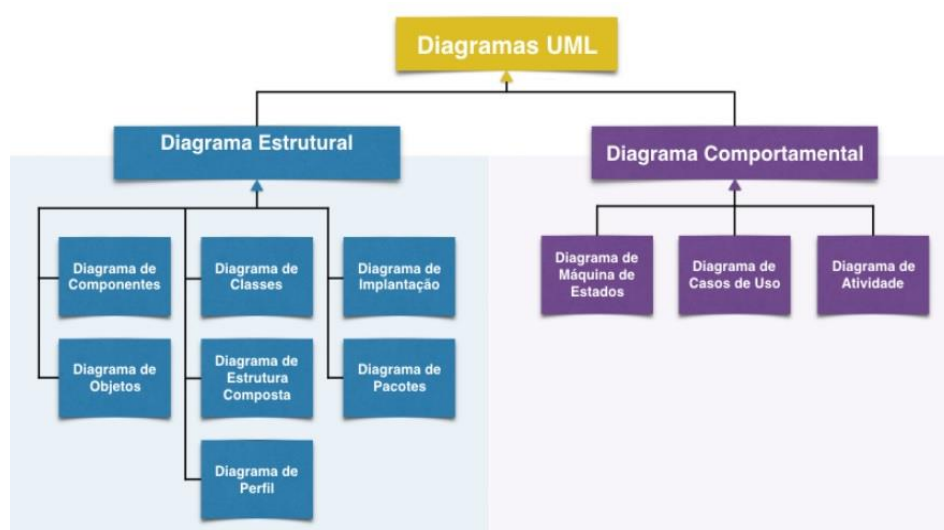 Diagramas UML
Diagrama Estrutural
Diagrama Comportamental
Diagrama de
Componentes
Diagrama de
Classes
Diagrama de
Implantação
Diagrama de
Máquina de
Estados
Diagrama de
Casos de Uso
Diagrama de
Atividade
Diagrama de
Objetos
Diagrama de
Estrutura
Composta
Diagrama de
Pacotes
Diagrama de
Perfil